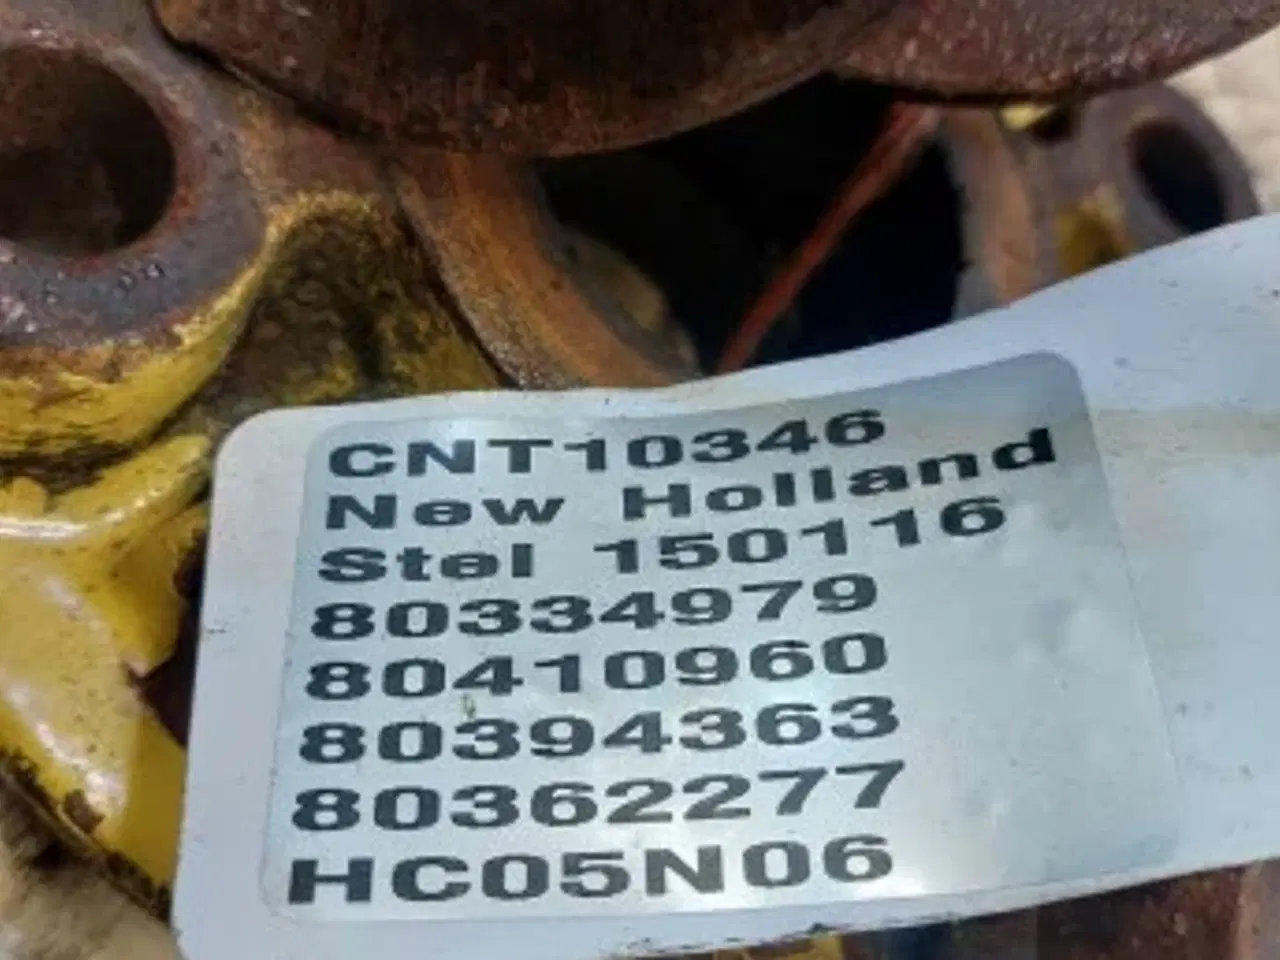 CNT10346
New Holland
Stel 150116
80334979
80410960
80394363
80362277
HC05N06